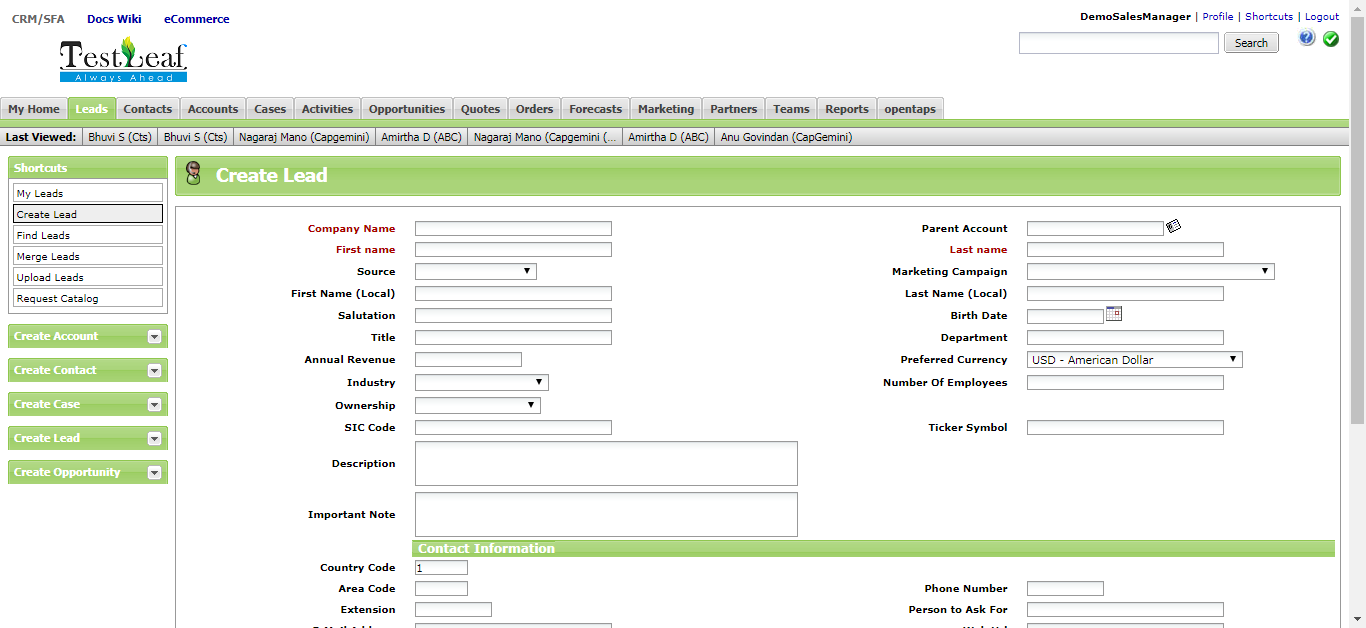 CRM/SFA Docs Wiki eCommerce
DemoSalesManager | Profile | Shortcuts | Logout
TestLeaf
Always Ahead
Search
My Home Leads Contacts Accounts Cases Activities Opportunities Quotes Orders Forecasts Marketing Partners Teams Reports opentaps
Last Viewed: Bhuvi S (Cts) Bhuvi S (Cts) Nagaraj Mano (Capgemini) Amirtha D (ABC) Nagaraj Mano (Capgemini (... Amirtha D (ABC) Anu Govindan (CapGemini)
Shortcuts
My Leads
Create Lead
Find Leads
Merge Leads
Upload Leads
Request Catalog
Create Account
Create Contact
Create Case
Create Lead
Create Opportunity
Create Lead
Company Name Parent Account
First name Last name
Source Marketing Campaign
First Name (Local) Last Name (Local)
Salutation Birth Date
Title Department
Annual Revenue Preferred Currency USD - American Dollar
Industry Number Of Employees
Ownership
SIC Code Ticker Symbol
Description
Important Note
Contact Information
Country Code 1
Area Code Phone Number
Extension Person to Ask For